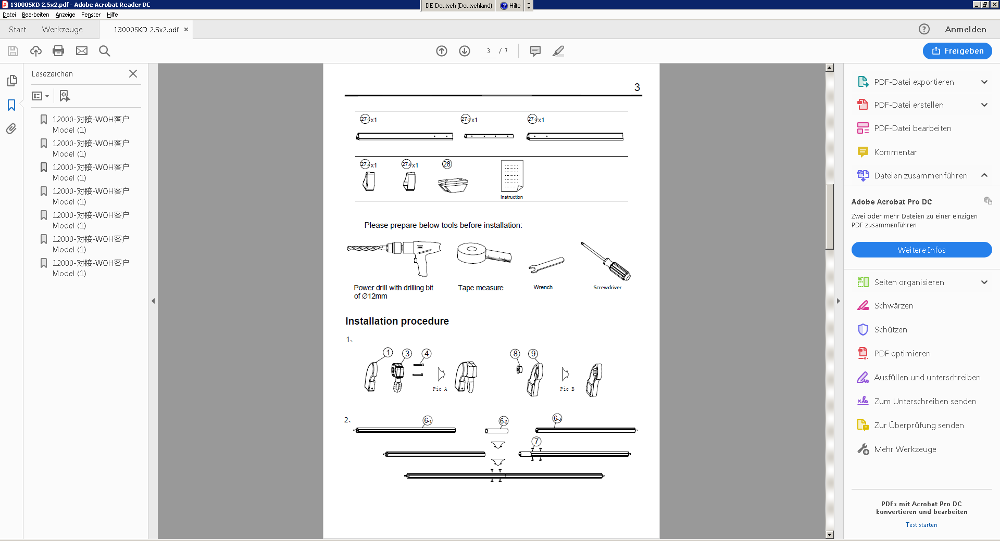 13000SKD 2.5x2.pdf - Adobe Acrobat Reader DC
DE Deutsch (Deutschland)
Hilfe
Datei Bearbeiten Anzeige Fenster Hilfe
Start Werkzeuge 13000SKD 2.5x2.pdf ×
Anmelden
3 / 7
Freigeben
Lesezeichen
12000-对接-WOH客户
Model (1)
12000-对接-WOH客户
Model (1)
12000-对接-WOH客户
Model (1)
12000-对接-WOH客户
Model (1)
12000-对接-WOH客户
Model (1)
12000-对接-WOH客户
Model (1)
12000-对接-WOH客户
Model (1)
3
27-1 x1 27-2 x1 27-3 x1
27-4 x1 27-5 x1 28
Instruction
Please prepare below tools before installation:
Power drill with drilling bit
of Ø12mm
Tape measure
Wrench
Screwdriver
Installation procedure
1、
1 3 4 8 9
Pic A Pic B
2、
6-1 6-2 6-3
7
PDF-Datei exportieren
PDF-Datei erstellen
PDF-Datei bearbeiten
Kommentar
Dateien zusammenführen
Adobe Acrobat Pro DC
Zwei oder mehr Dateien zu einer einzigen
PDF zusammenführen
Weitere Infos
Seiten organisieren
Schwärzen
Schützen
PDF optimieren
Ausfüllen und unterschreiben
Zum Unterschreiben senden
Zur Überprüfung senden
Mehr Werkzeuge
PDFs mit Acrobat Pro DC
konvertieren und bearbeiten
Test starten